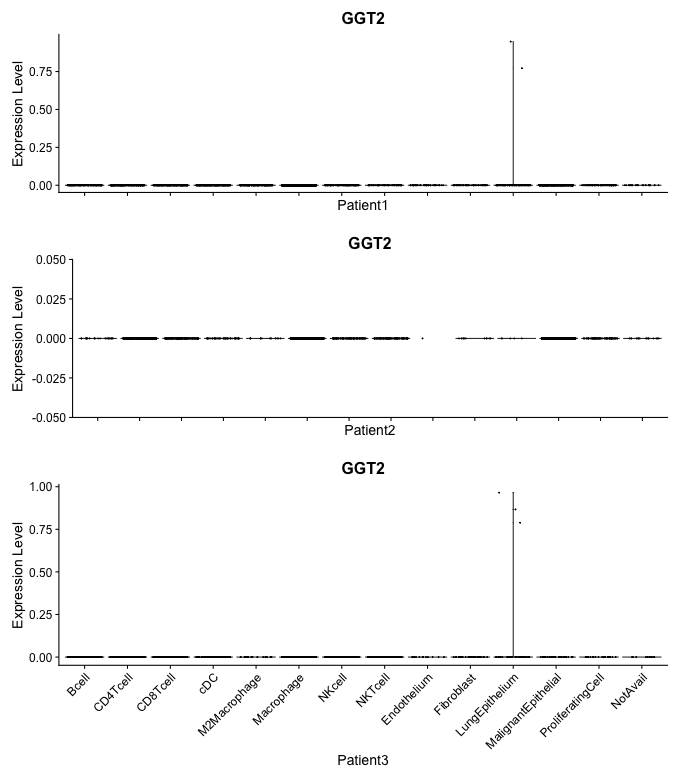 GGT2
Expression Level
0.75
0.50
0.25
0.00
Patient1
GGT2
Expression Level
0.050
0.025
0.000
-0.025
-0.050
Patient2
GGT2
Expression Level
1.00
0.75
0.50
0.25
0.00
Bcell
CD4Tcell
CD8Tcell
cDC
M2Macrophage
Macrophage
NKcell
NKTcell
Endothelium
Fibroblast
LungEpithelium
MalignantEpithelial
ProliferatingCell
NotAvail
Patient3